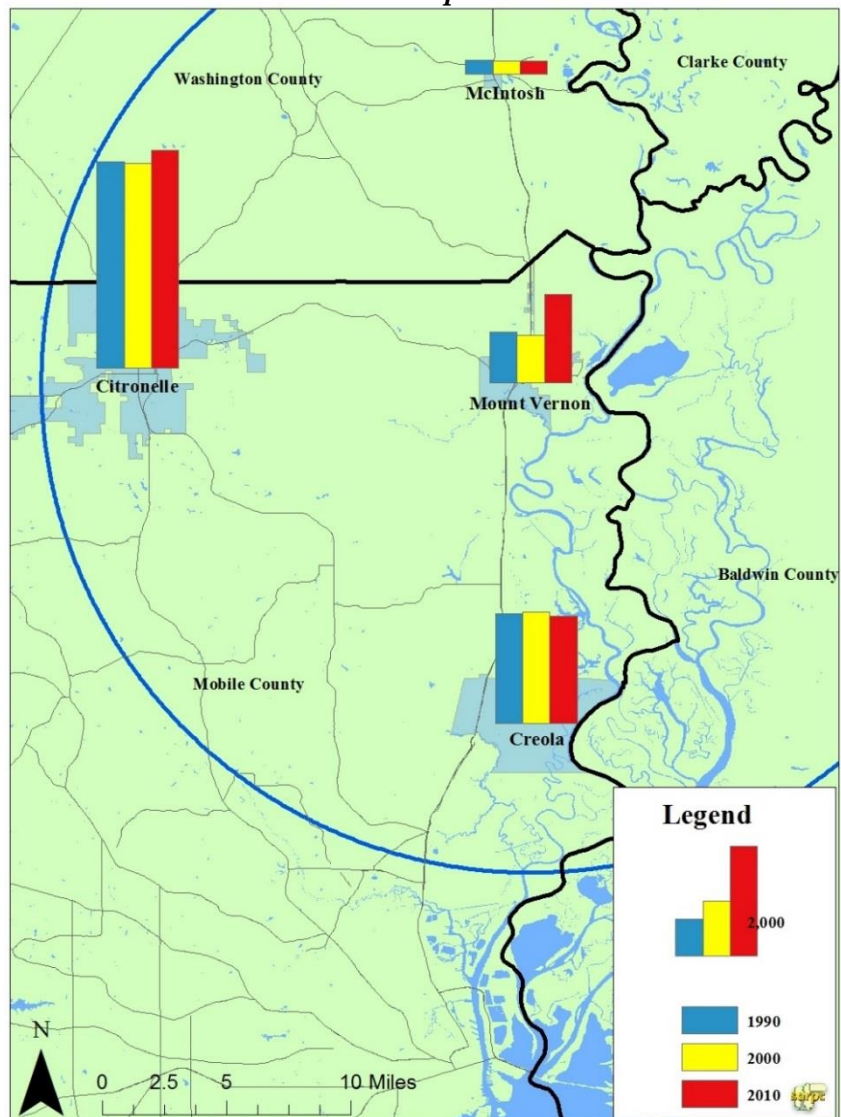 Clarke County
Washington County
McIntosh
Citronelle
Mount Vernon
Baldwin County
Mobile County
Creola
Legend
2,000
1990
2000
2010
N
0 2.5 5 10 Miles
sarpc